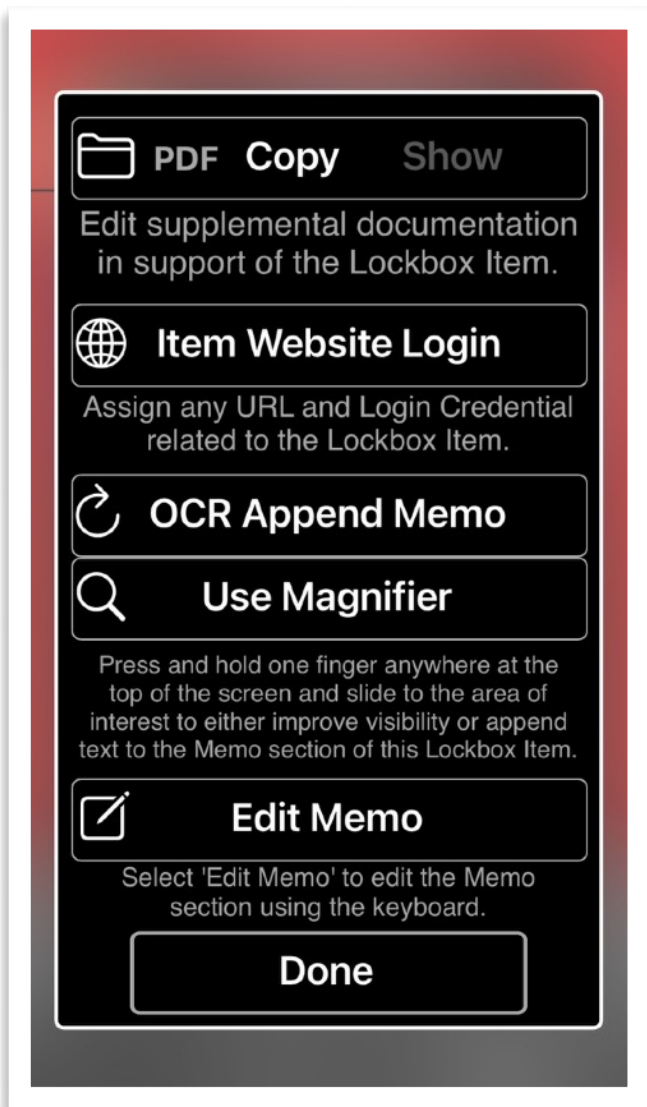 PDF Copy Show
Edit supplemental documentation
in support of the Lockbox Item.
Item Website Login
Assign any URL and Login Credential
related to the Lockbox Item.
OCR Append Memo
Use Magnifier
Press and hold one finger anywhere at the
top of the screen and slide to the area of
interest to either improve visibility or append
text to the Memo section of this Lockbox Item.
Edit Memo
Select 'Edit Memo' to edit the Memo
section using the keyboard.
Done